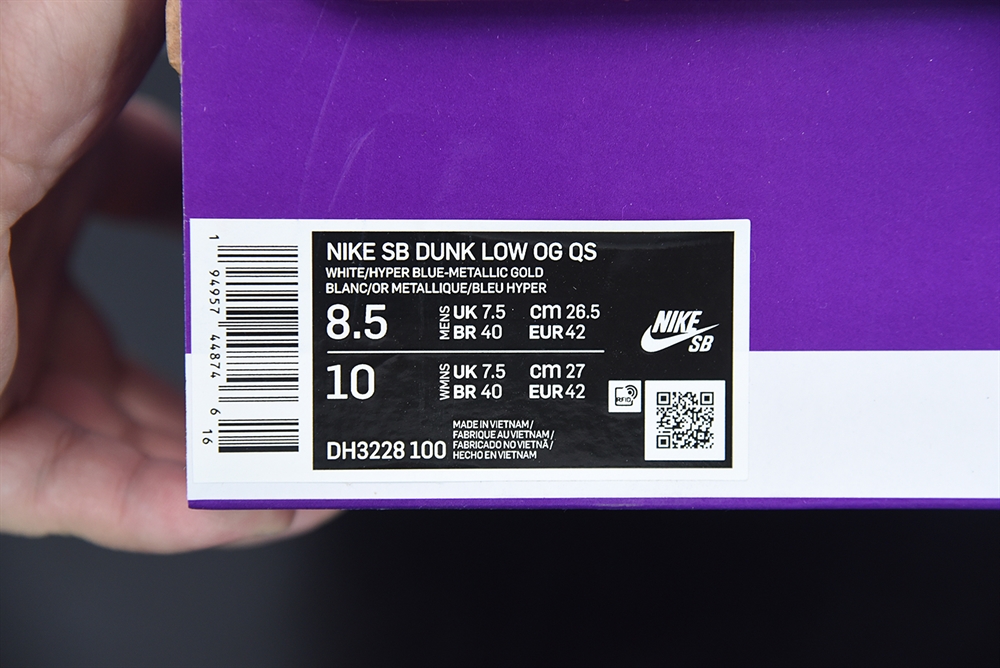 NIKE SB DUNK LOW OG QS
WHITE/HYPER BLUE-METALLIC GOLD
BLANC/OR METALLIQUE/BLEU HYPER
8.5 MENS UK 7.5 CM 26.5
BR 40 EUR 42
10 WMNS UK 7.5 CM 27
BR 40 EUR 42
DH3228 100
MADE IN VIETNAM/
FABRIQUE AU VIETNAM/
FABRICADO NO VIETNÃ/
HECHO EN VIETNAM
NIKE
SB
RFID
1 94957 44874 6 16